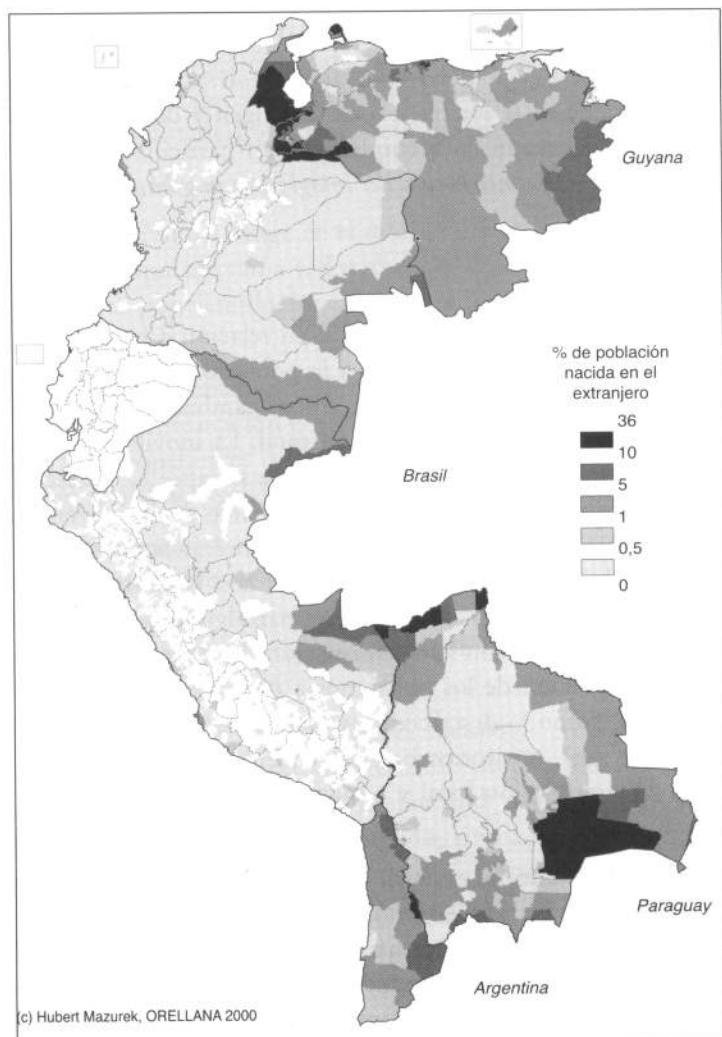 Guyana
% de población
nacida en el
extranjero
36
10
5
1
0,5
0
Brasil
Paraguay
Argentina
(c) Hubert Mazurek, ORELLANA 2000